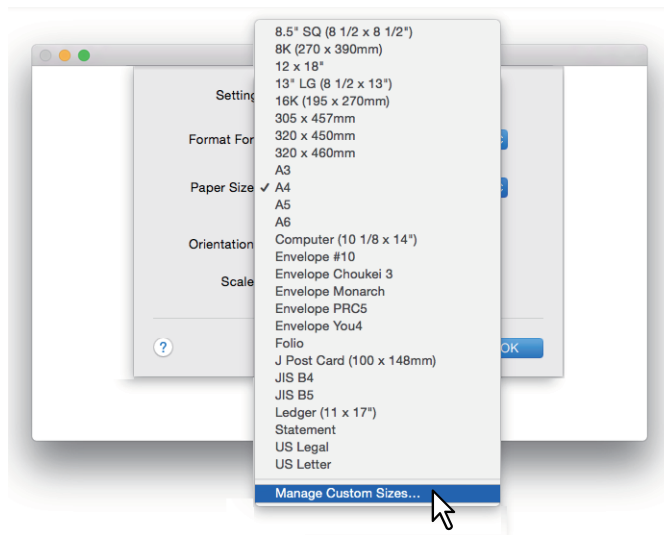 8.5" SQ (8 1/2 x 8 1/2")
8K (270 x 390mm)
12 x 18"
13" LG (8 1/2 x 13")
Setting
16K (195 x 270mm)
305 x 457mm
Format For
320 x 450mm
320 x 460mm
A3
Paper Size ✓ A4
A5
A6
Orientation
Computer (10 1/8 x 14")
Envelope #10
Envelope Choukei 3
Scale
Envelope Monarch
Envelope PRC5
Envelope You4
Folio
? OK
J Post Card (100 x 148mm)
JIS B4
JIS B5
Ledger (11 x 17")
Statement
US Legal
US Letter
Manage Custom Sizes...